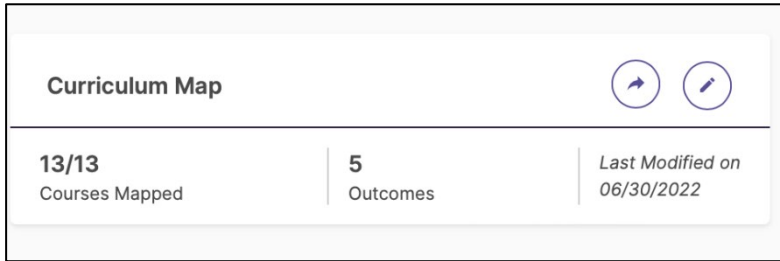 Curriculum Map
13/13
Courses Mapped
5
Outcomes
Last Modified on
06/30/2022